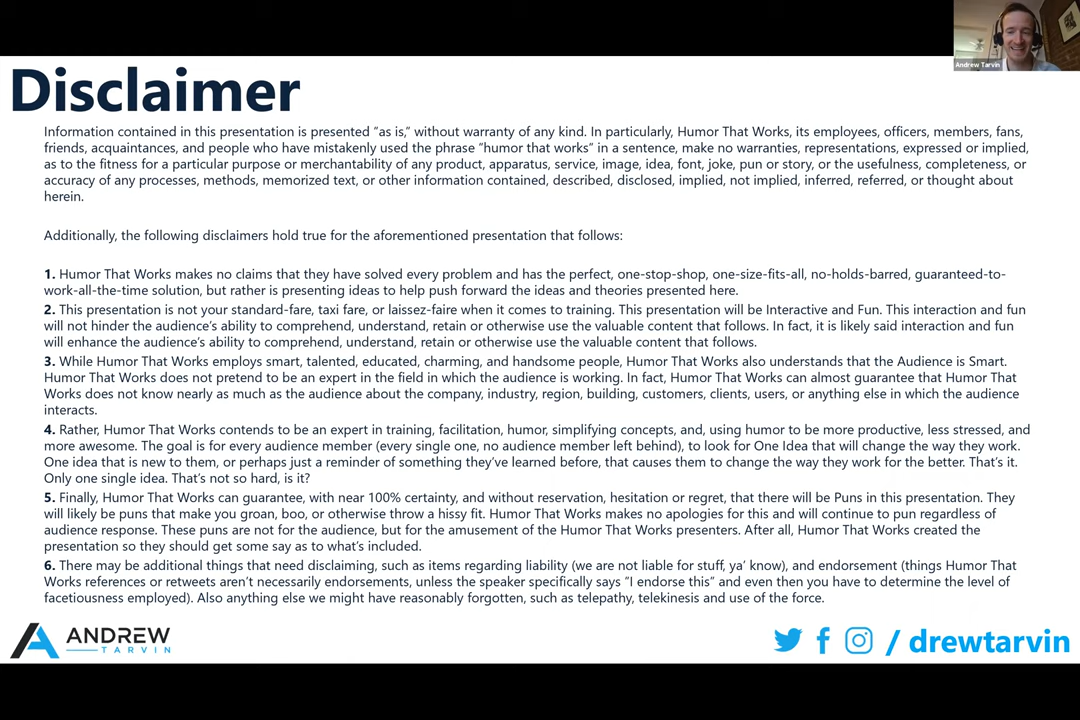 Disclaimer
Andrew Tarvin
Information contained in this presentation is presented “as is,” without warranty of any kind. In particularly, Humor That Works, its employees, officers, members, fans,
friends, acquaintances, and people who have mistakenly used the phrase “humor that works” in a sentence, make no warranties, representations, expressed or implied,
as to the fitness for a particular purpose or merchantability of any product, apparatus, service, image, idea, font, joke, pun or story, or the usefulness, completeness, or
accuracy of any processes, methods, memorized text, or other information contained, described, disclosed, implied, not implied, inferred, referred, or thought about
herein.
Additionally, the following disclaimers hold true for the aforementioned presentation that follows:
1. Humor That Works makes no claims that they have solved every problem and has the perfect, one-stop-shop, one-size-fits-all, no-holds-barred, guaranteed-to-
work-all-the-time solution, but rather is presenting ideas to help push forward the ideas and theories presented here.
2. This presentation is not your standard-fare, taxi fare, or laissez-faire when it comes to training. This presentation will be Interactive and Fun. This interaction and fun
will not hinder the audience’s ability to comprehend, understand, retain or otherwise use the valuable content that follows. In fact, it is likely said interaction and fun
will enhance the audience’s ability to comprehend, understand, retain or otherwise use the valuable content that follows.
3. While Humor That Works employs smart, talented, educated, charming, and handsome people, Humor That Works also understands that the Audience is Smart.
Humor That Works does not pretend to be an expert in the field in which the audience is working. In fact, Humor That Works can almost guarantee that Humor That
Works does not know nearly as much as the audience about the company, industry, region, building, customers, clients, users, or anything else in which the audience
interacts.
4. Rather, Humor That Works contends to be an expert in training, facilitation, humor, simplifying concepts, and, using humor to be more productive, less stressed, and
more awesome. The goal is for every audience member (every single one, no audience member left behind), to look for One Idea that will change the way they work.
One idea that is new to them, or perhaps just a reminder of something they’ve learned before, that causes them to change the way they work for the better. That’s it.
Only one single idea. That’s not so hard, is it?
5. Finally, Humor That Works can guarantee, with near 100% certainty, and without reservation, hesitation or regret, that there will be Puns in this presentation. They
will likely be puns that make you groan, boo, or otherwise throw a hissy fit. Humor That Works makes no apologies for this and will continue to pun regardless of
audience response. These puns are not for the audience, but for the amusement of the Humor That Works presenters. After all, Humor That Works created the
presentation so they should get some say as to what’s included.
6. There may be additional things that need disclaiming, such as items regarding liability (we are not liable for stuff, ya’ know), and endorsement (things Humor That
Works references or retweets aren’t necessarily endorsements, unless the speaker specifically says “I endorse this” and even then you have to determine the level of
facetiousness employed). Also anything else we might have reasonably forgotten, such as telepathy, telekinesis and use of the force.
ANDREW
TARVIN
/ drewtarvin